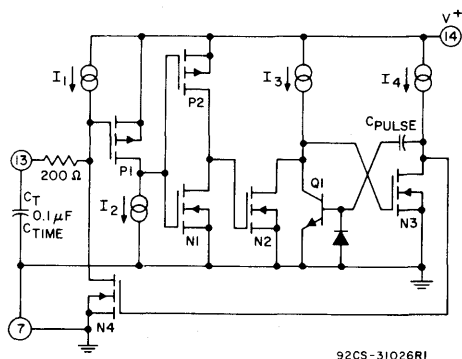 V+
14
I1
P2
I3
I4
CPULSE
13
P1
200 Ω
Q1
CT
0.1 µF
CTIME
I2
N1
N2
N3
7
N4
92CS-31026R1